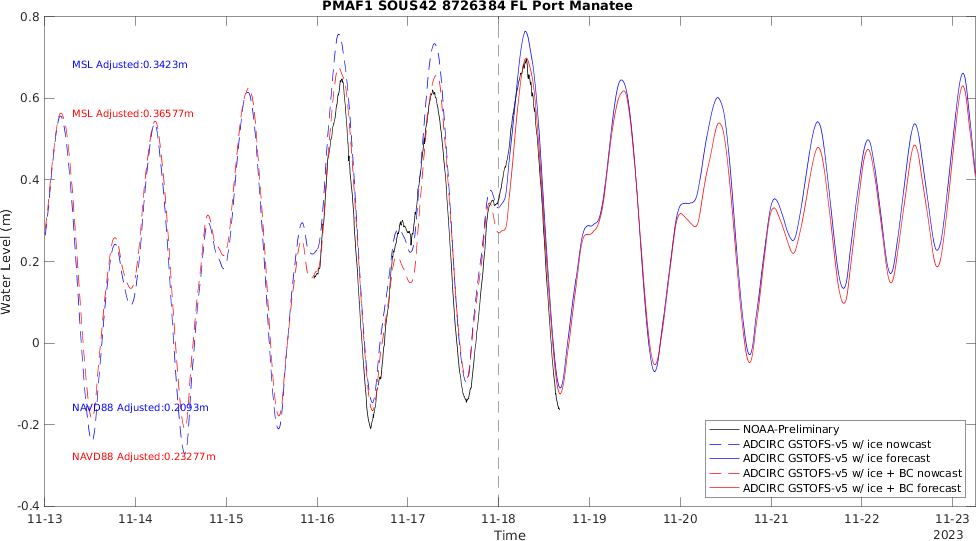 PMAF1 SOUS42 8726384 FL Port Manatee
0.8
0.6
0.4
0.2
0
-0.2
-0.4
Water Level (m)
MSL Adjusted:0.3423m
MSL Adjusted:0.36577m
NAVD88 Adjusted:0.2093m
NAVD88 Adjusted:0.23277m
NOAA-Preliminary
ADCIRC GSTOFS-v5 w/ ice nowcast
ADCIRC GSTOFS-v5 w/ ice forecast
ADCIRC GSTOFS-v5 w/ ice + BC nowcast
ADCIRC GSTOFS-v5 w/ ice + BC forecast
11-13 11-14 11-15 11-16 11-17 11-18 11-19 11-20 11-21 11-22 11-23
Time
2023